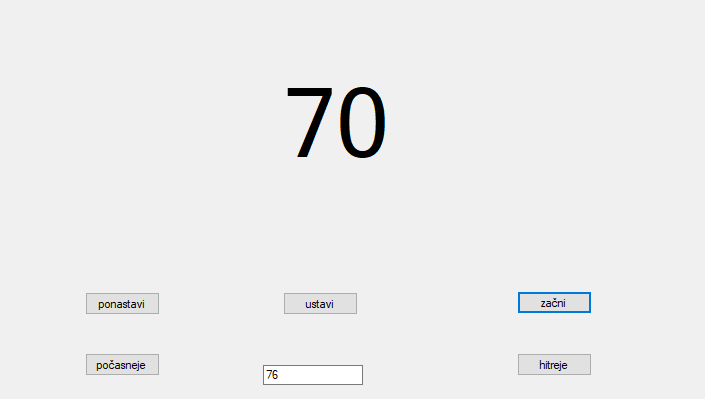 70
ponastavi ustavi začni
počasneje 76 hitreje